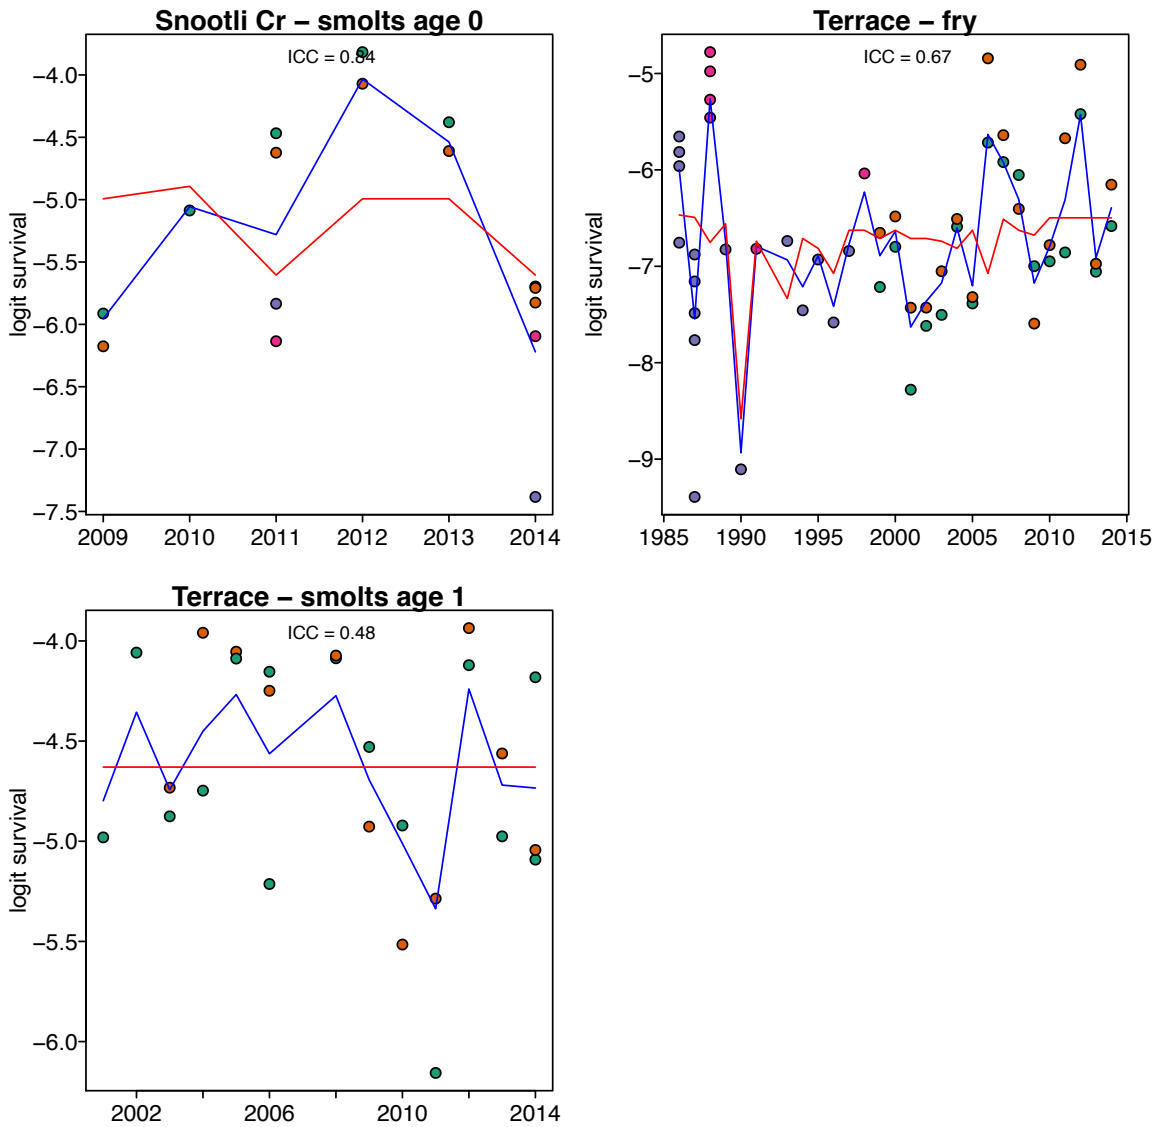 Snootli Cr – smolts age 0
ICC = 0.84
logit survival
−4.0
−4.5
−5.0
−5.5
−6.0
−6.5
−7.0
−7.5
2009 2010 2011 2012 2013 2014
Terrace – fry
ICC = 0.67
logit survival
−5
−6
−7
−8
−9
1985 1990 1995 2000 2005 2010 2015
Terrace – smolts age 1
ICC = 0.48
logit survival
−4.0
−4.5
−5.0
−5.5
−6.0
2002 2006 2010 2014